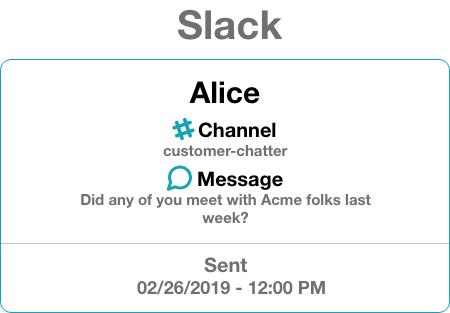 Slack
Alice
Channel
customer-chatter
Message
Did any of you meet with Acme folks last
week?
Sent
02/26/2019 - 12:00 PM